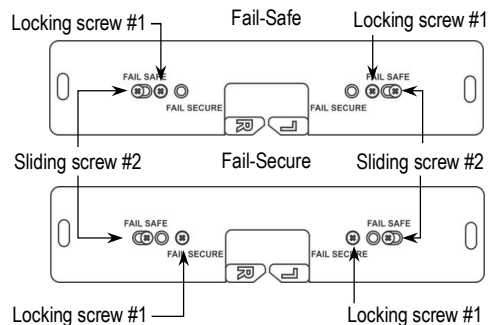 Locking screw #1 Fail-Safe Locking screw #1
FAIL SAFE FAIL SAFE
FAIL SECURE FAIL SECURE
R L
Sliding screw #2 Fail-Secure Sliding screw #2
FAIL SAFE FAIL SAFE
FAIL SECURE FAIL SECURE
R L
Locking screw #1 Locking screw #1